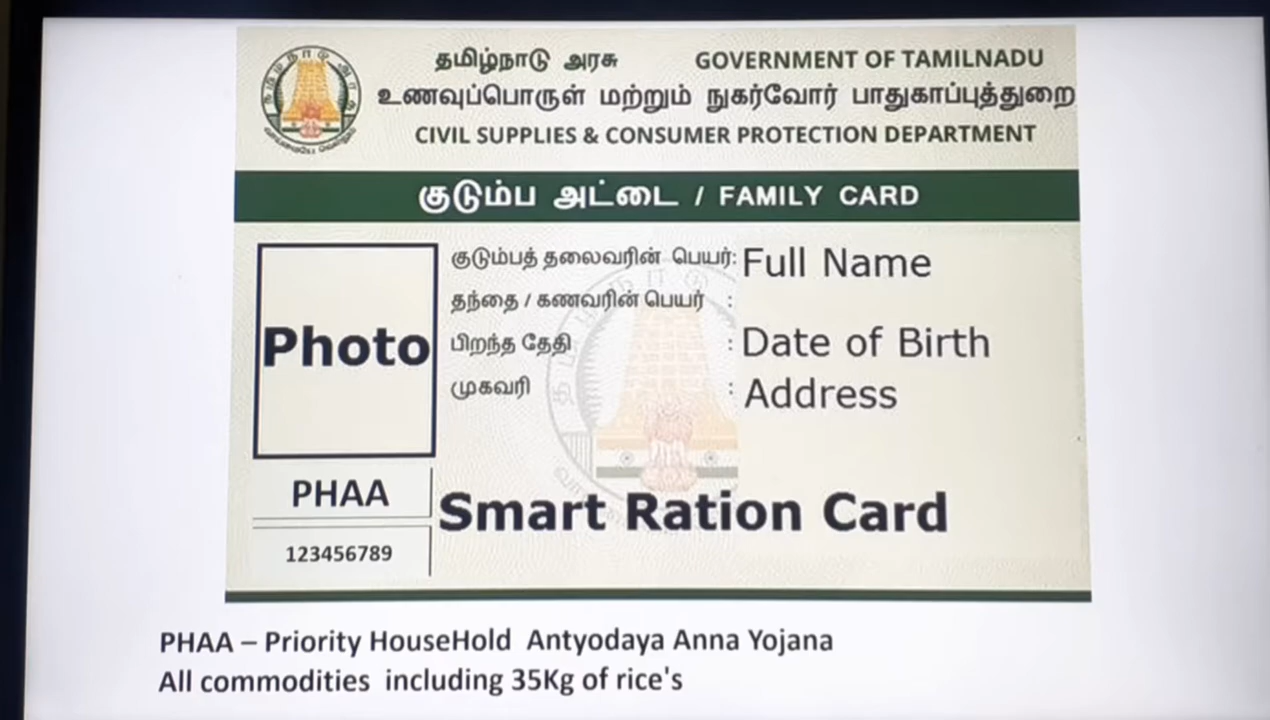 தமிழ்நாடு அரசு GOVERNMENT OF TAMILNADU
உணவுப்பொருள் மற்றும் நுகர்வோர் பாதுகாப்புத்துறை
CIVIL SUPPLIES & CONSUMER PROTECTION DEPARTMENT
குடும்ப அட்டை / FAMILY CARD
Photo
குடும்பத் தலைவரின் பெயர்: Full Name
தந்தை / கணவரின் பெயர் :
பிறந்த தேதி : Date of Birth
முகவரி : Address
PHAA
Smart Ration Card
123456789
PHAA – Priority HouseHold Antyodaya Anna Yojana
All commodities including 35Kg of rice's